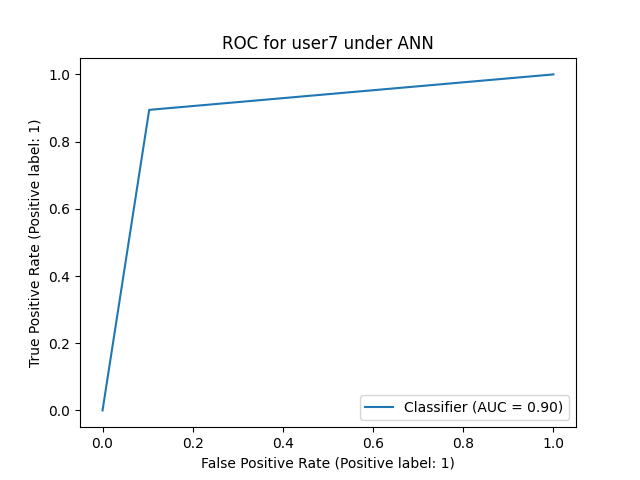 ROC for user7 under ANN
True Positive Rate (Positive label: 1)
1.0
0.8
0.6
0.4
0.2
0.0
Classifier (AUC = 0.90)
0.0 0.2 0.4 0.6 0.8 1.0
False Positive Rate (Positive label: 1)